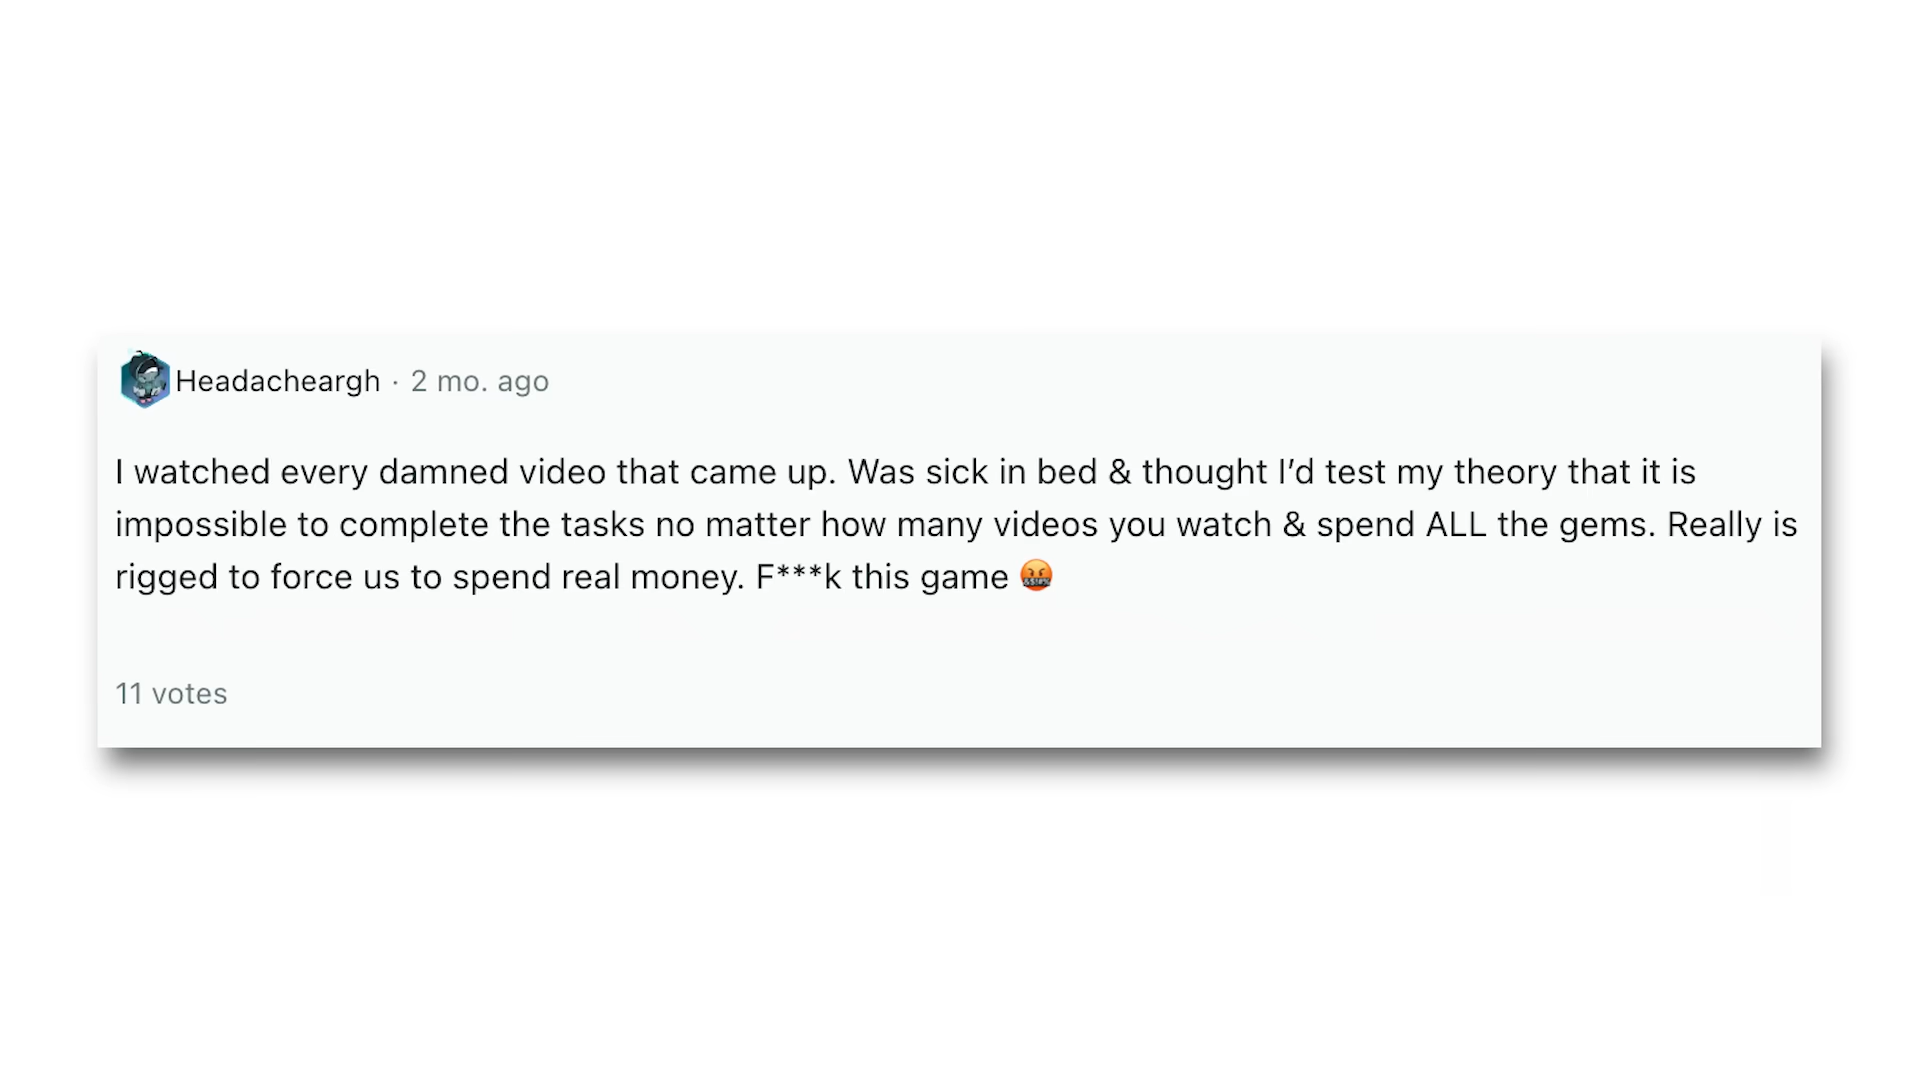 Headacheargh · 2 mo. ago
I watched every damned video that came up. Was sick in bed & thought I’d test my theory that it is
impossible to complete the tasks no matter how many videos you watch & spend ALL the gems. Really is
rigged to force us to spend real money. F***k this game 🤬
11 votes